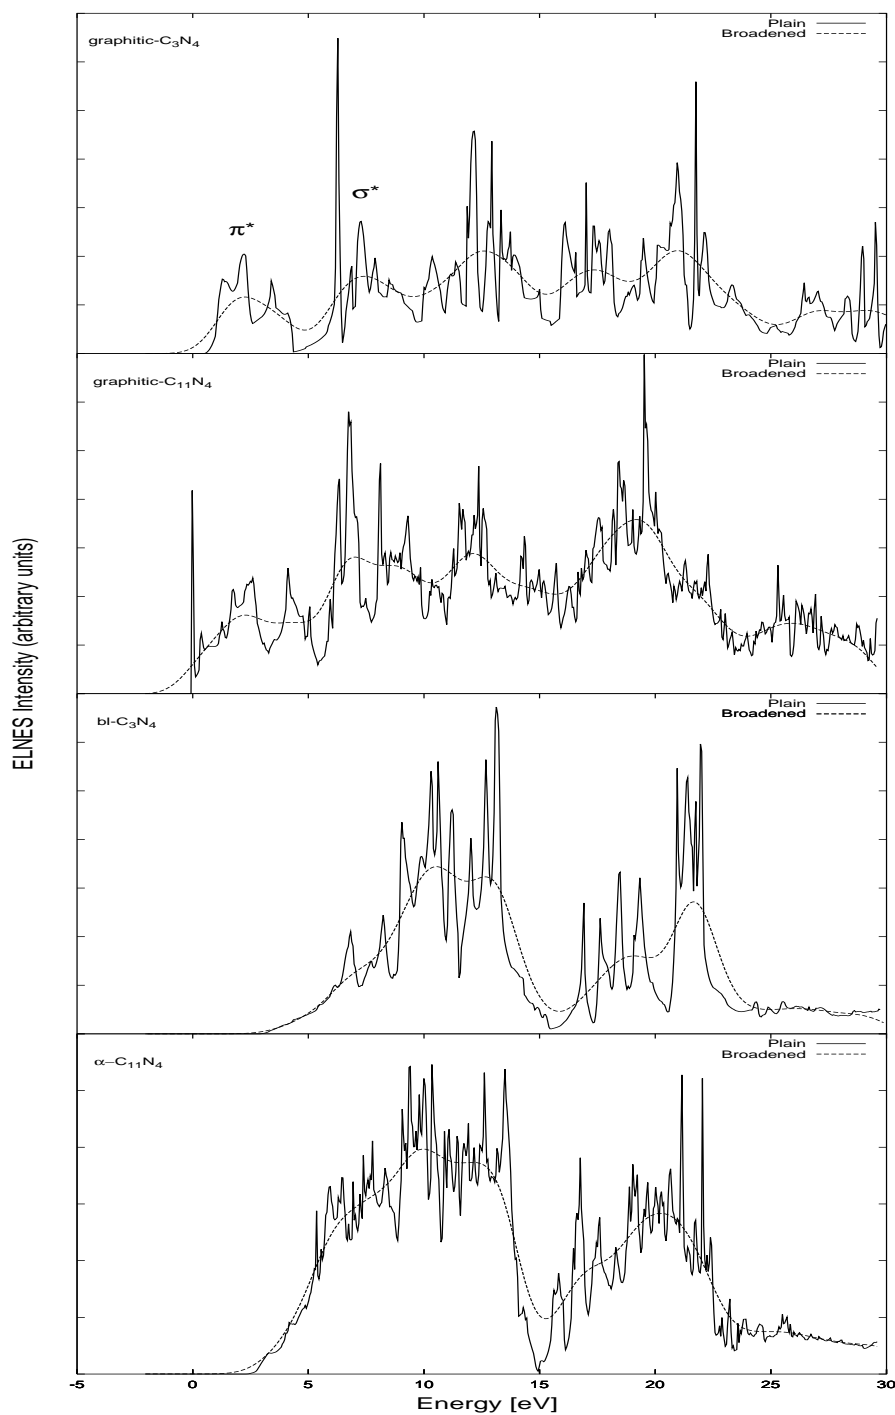 graphitic-C₃N₄
Plain
Broadened
π*
σ*
graphitic-C₁₁N₄
Plain
Broadened
ELNES Intensity (arbitrary units)
bl-C₃N₄
Plain
Broadened
α–C₁₁N₄
Plain
Broadened
-5 0 5 10 15 20 25 30
Energy [eV]